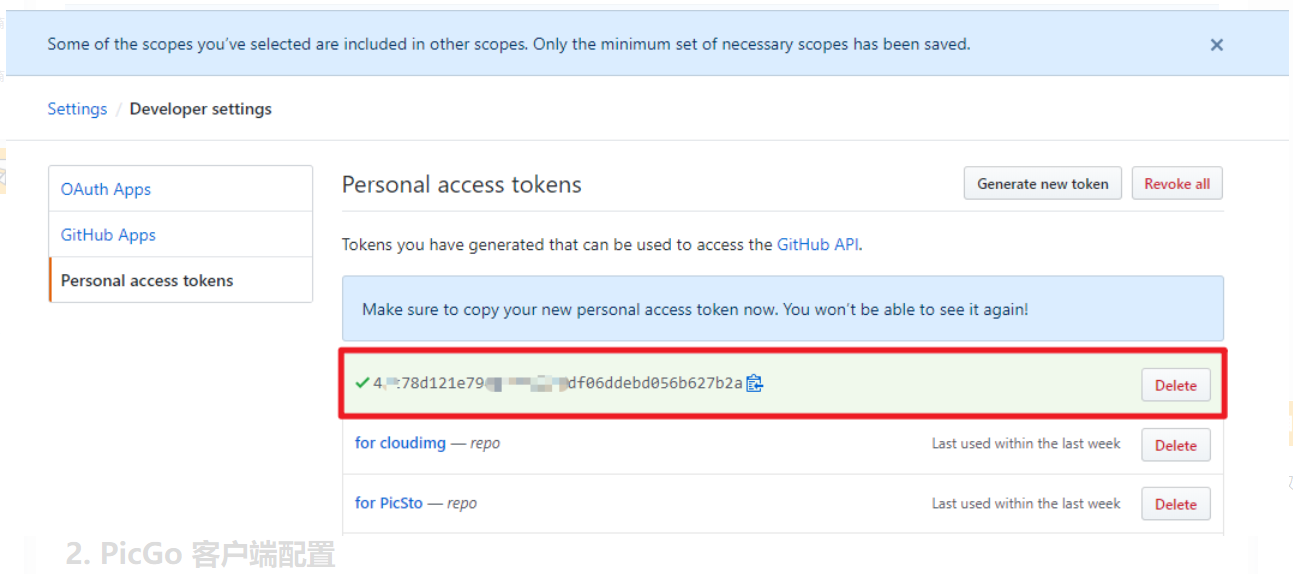 Some of the scopes you've selected are included in other scopes. Only the minimum set of necessary scopes has been saved.
Settings / Developer settings
OAuth Apps
GitHub Apps
Personal access tokens
Personal access tokens
Generate new token
Revoke all
Tokens you have generated that can be used to access the GitHub API.
Make sure to copy your new personal access token now. You won't be able to see it again!
Delete
for cloudimg — repo
Last used within the last week
Delete
for PicSto — repo
Last used within the last week
Delete
2. PicGo 客户端配置